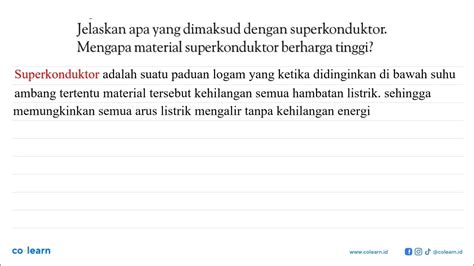 Jelaskan apa yang dimaksud dengan superkonduktor.
Mengapa material superkonduktor berharga tinggi?
Superkonduktor adalah suatu paduan logam yang ketika didinginkan di bawah suhu
ambang tertentu material tersebut kehilangan semua hambatan listrik. sehingga
memungkinkan semua arus listrik mengalir tanpa kehilangan energi
co learn
www.colearn.id
@colearn.id